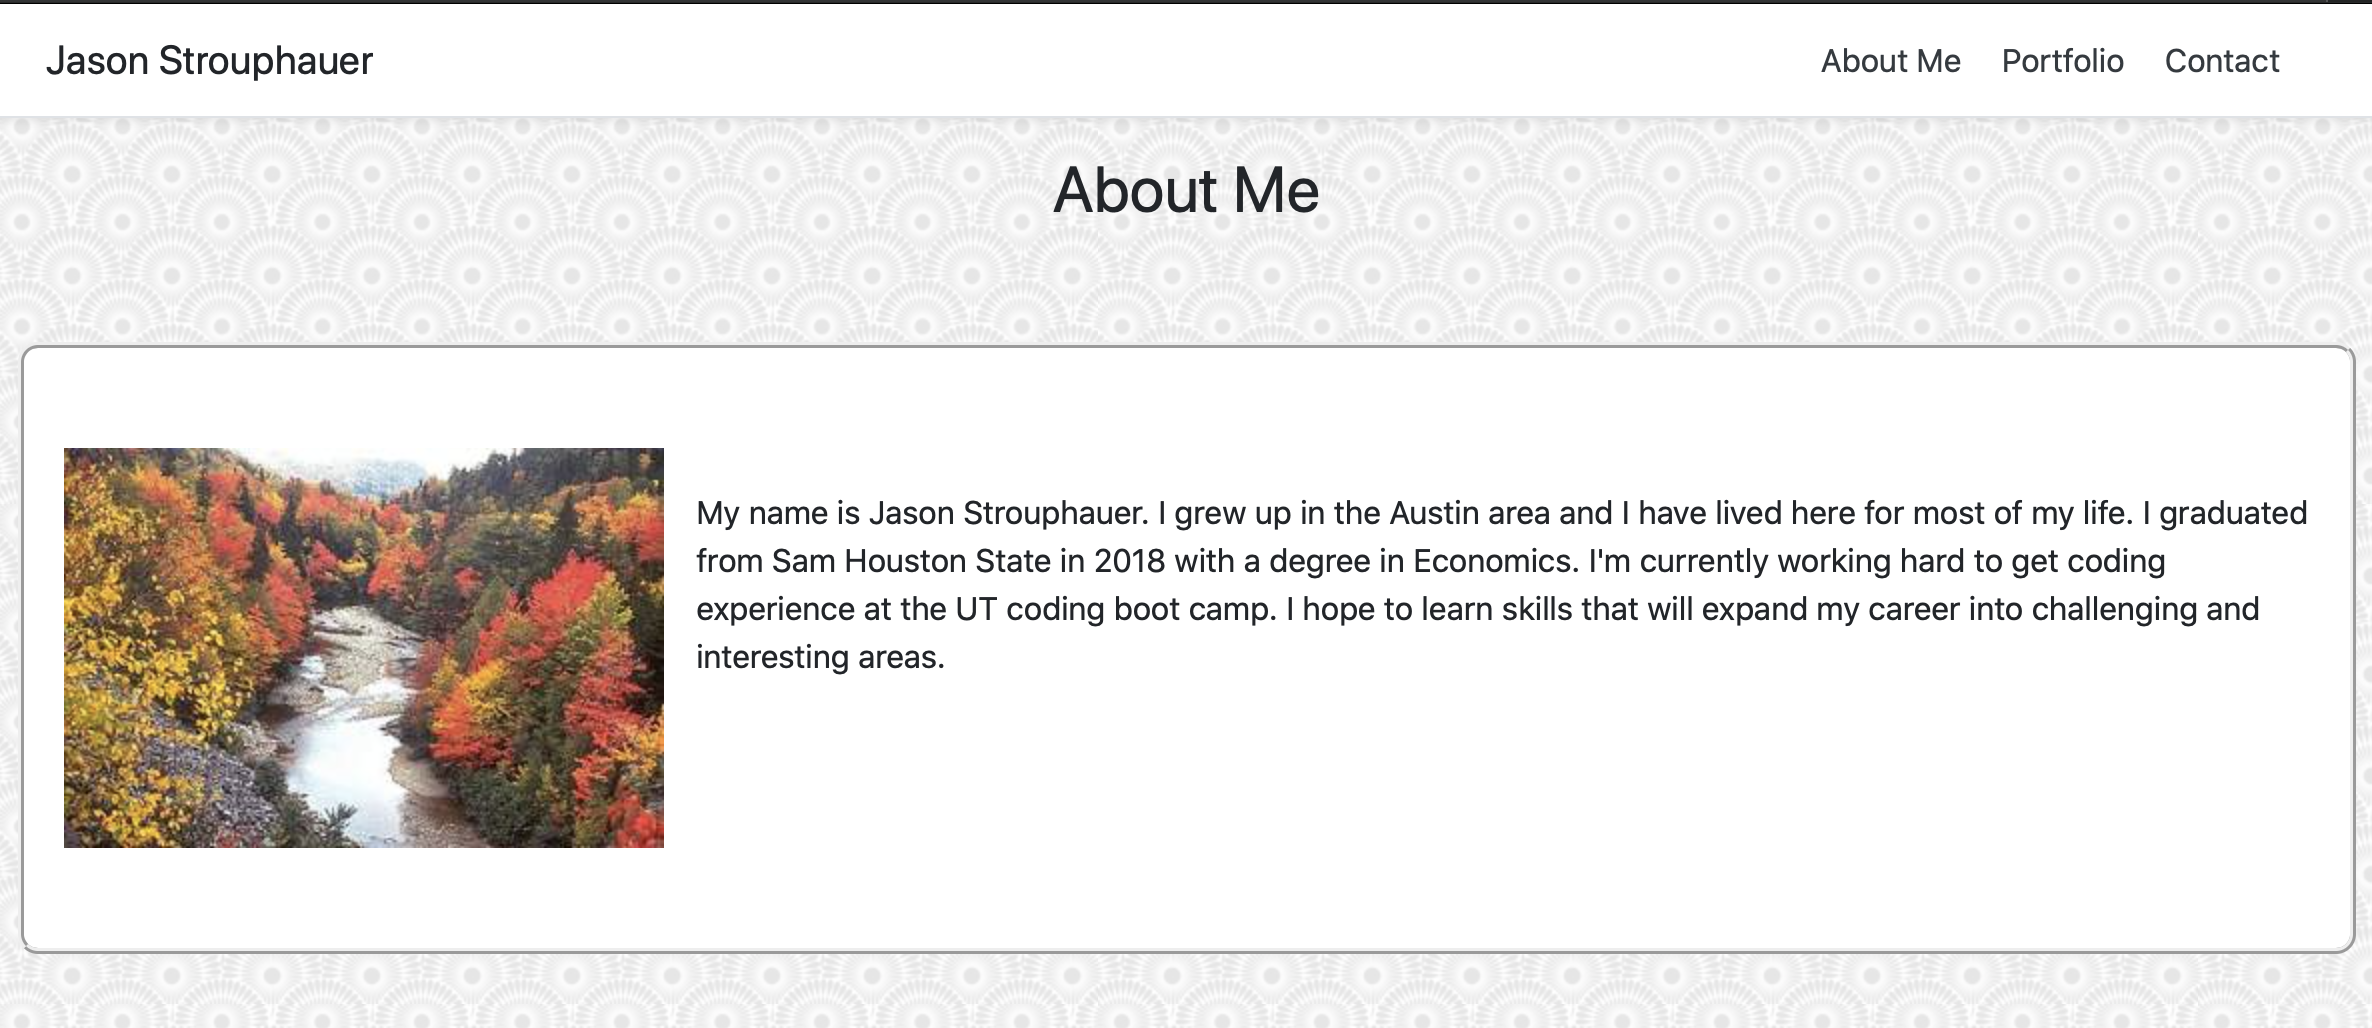 Jason Strouphauer
About Me Portfolio Contact
About Me
My name is Jason Strouphauer. I grew up in the Austin area and I have lived here for most of my life. I graduated
from Sam Houston State in 2018 with a degree in Economics. I'm currently working hard to get coding
experience at the UT coding boot camp. I hope to learn skills that will expand my career into challenging and
interesting areas.